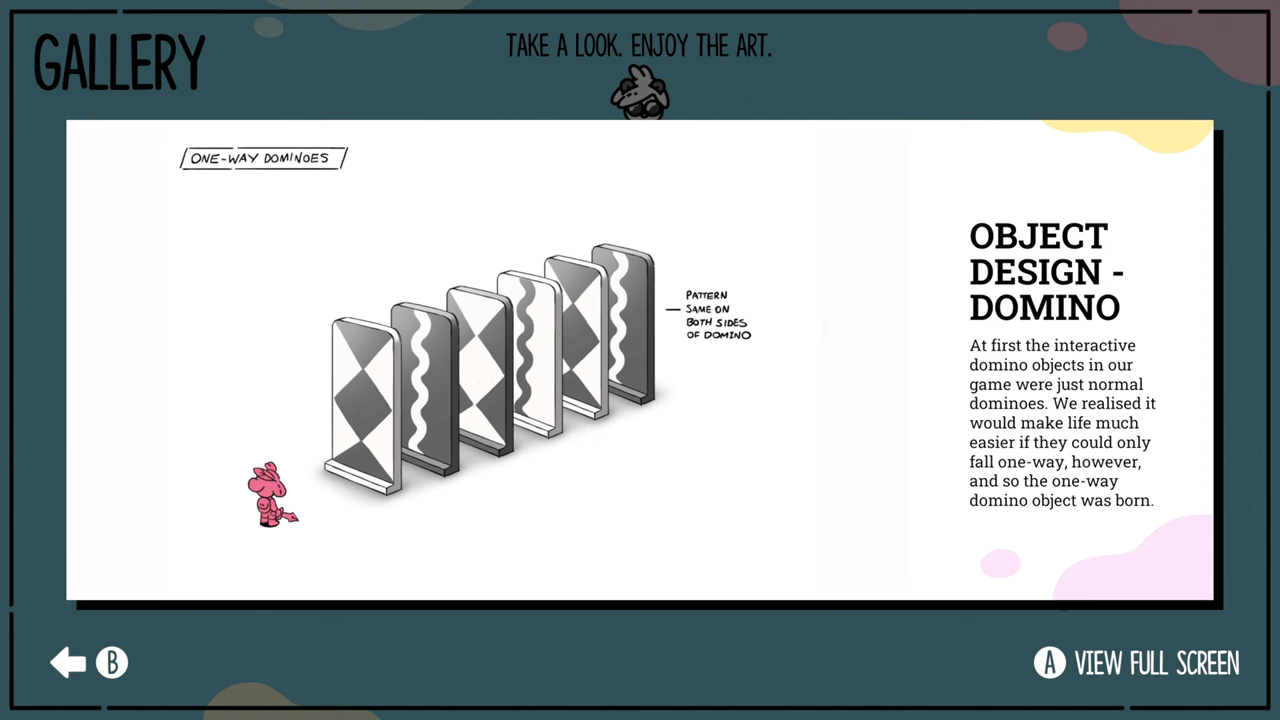 GALLERY
TAKE A LOOK. ENJOY THE ART.
ONE-WAY DOMINOES
PATTERN
SAME ON
BOTH SIDES
OF DOMINO
OBJECT
DESIGN -
DOMINO
At first the interactive
domino objects in our
game were just normal
dominoes. We realised it
would make life much
easier if they could only
fall one-way, however,
and so the one-way
domino object was born.
B
A VIEW FULL SCREEN